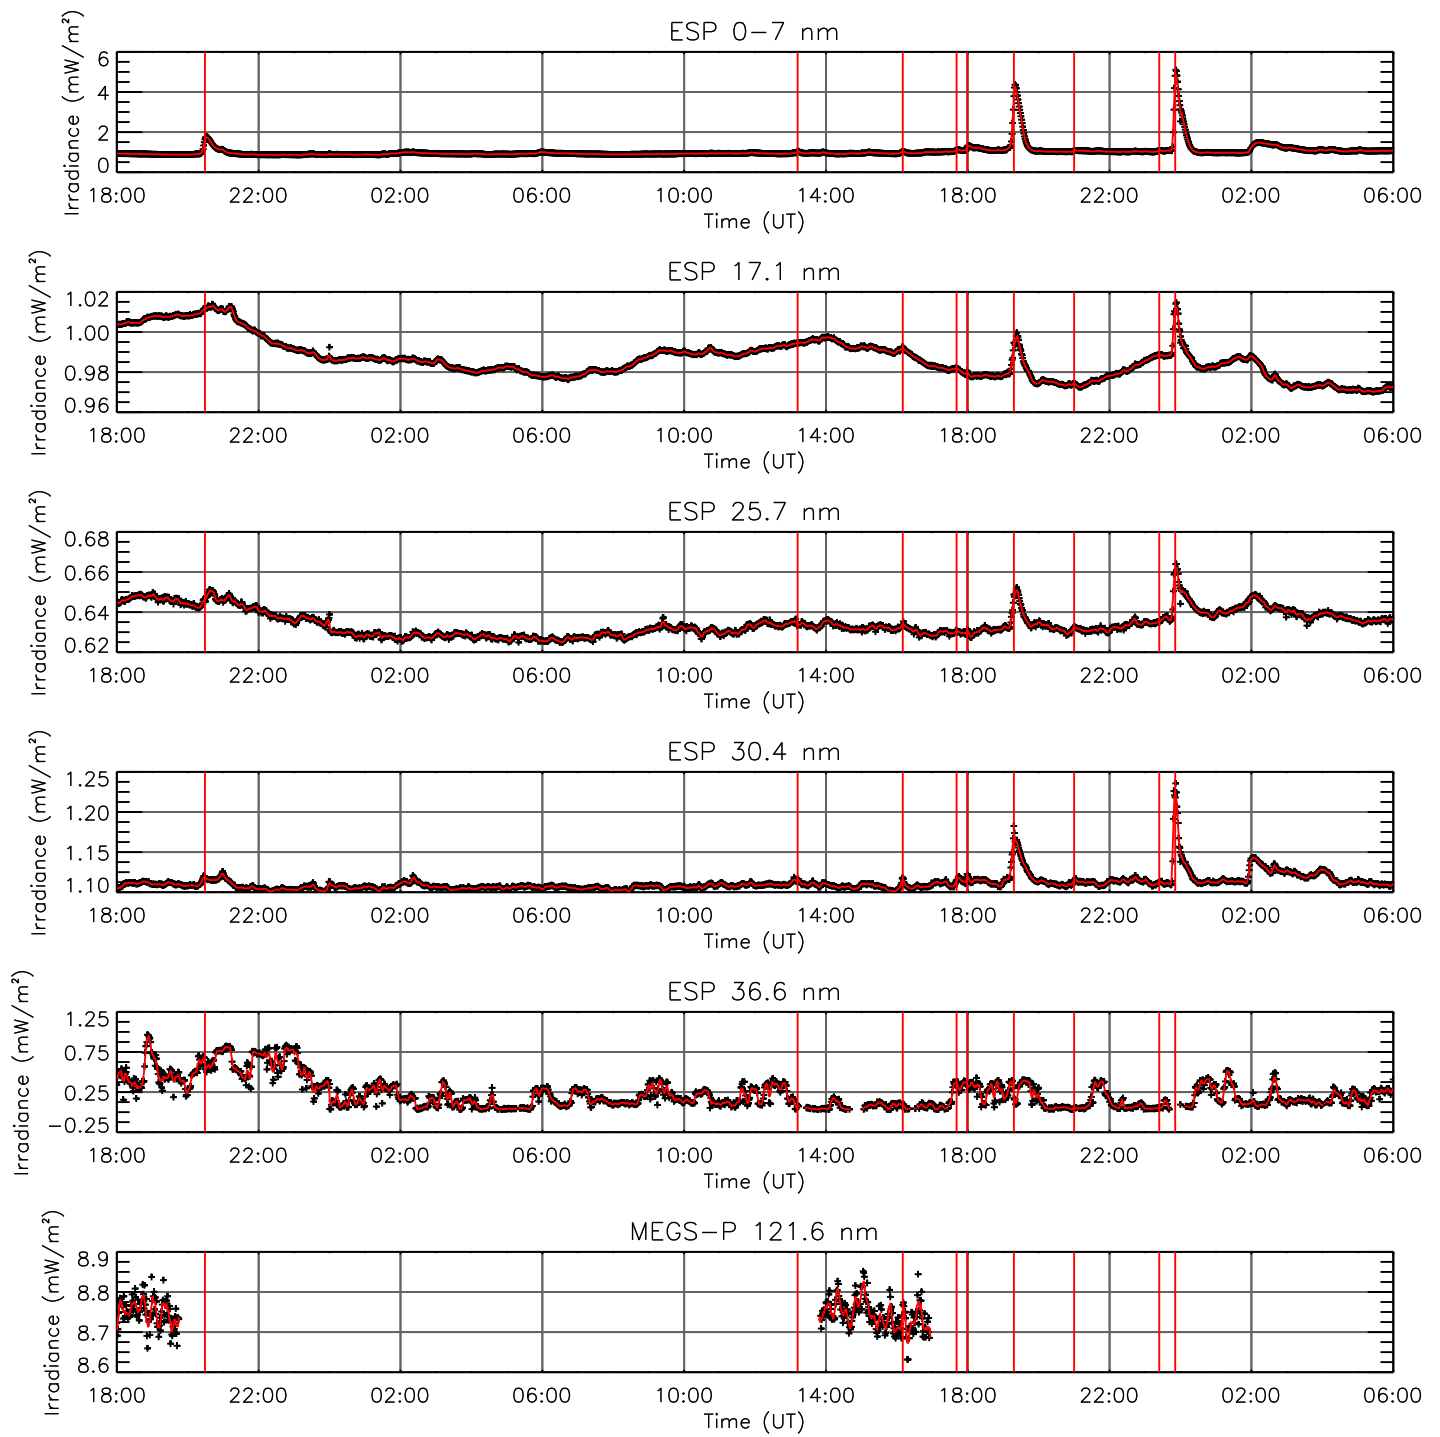 ESP 0−7 nm
Irradiance (mW/m²)
6
4
2
0
18:00 22:00 02:00 06:00 10:00 14:00 18:00 22:00 02:00 06:00
Time (UT)
ESP 17.1 nm
Irradiance (mW/m²)
1.02
1.00
0.98
0.96
18:00 22:00 02:00 06:00 10:00 14:00 18:00 22:00 02:00 06:00
Time (UT)
ESP 25.7 nm
Irradiance (mW/m²)
0.68
0.66
0.64
0.62
18:00 22:00 02:00 06:00 10:00 14:00 18:00 22:00 02:00 06:00
Time (UT)
ESP 30.4 nm
Irradiance (mW/m²)
1.25
1.20
1.15
1.10
18:00 22:00 02:00 06:00 10:00 14:00 18:00 22:00 02:00 06:00
Time (UT)
ESP 36.6 nm
Irradiance (mW/m²)
1.25
0.75
0.25
−0.25
18:00 22:00 02:00 06:00 10:00 14:00 18:00 22:00 02:00 06:00
Time (UT)
MEGS−P 121.6 nm
Irradiance (mW/m²)
8.9
8.8
8.7
8.6
18:00 22:00 02:00 06:00 10:00 14:00 18:00 22:00 02:00 06:00
Time (UT)